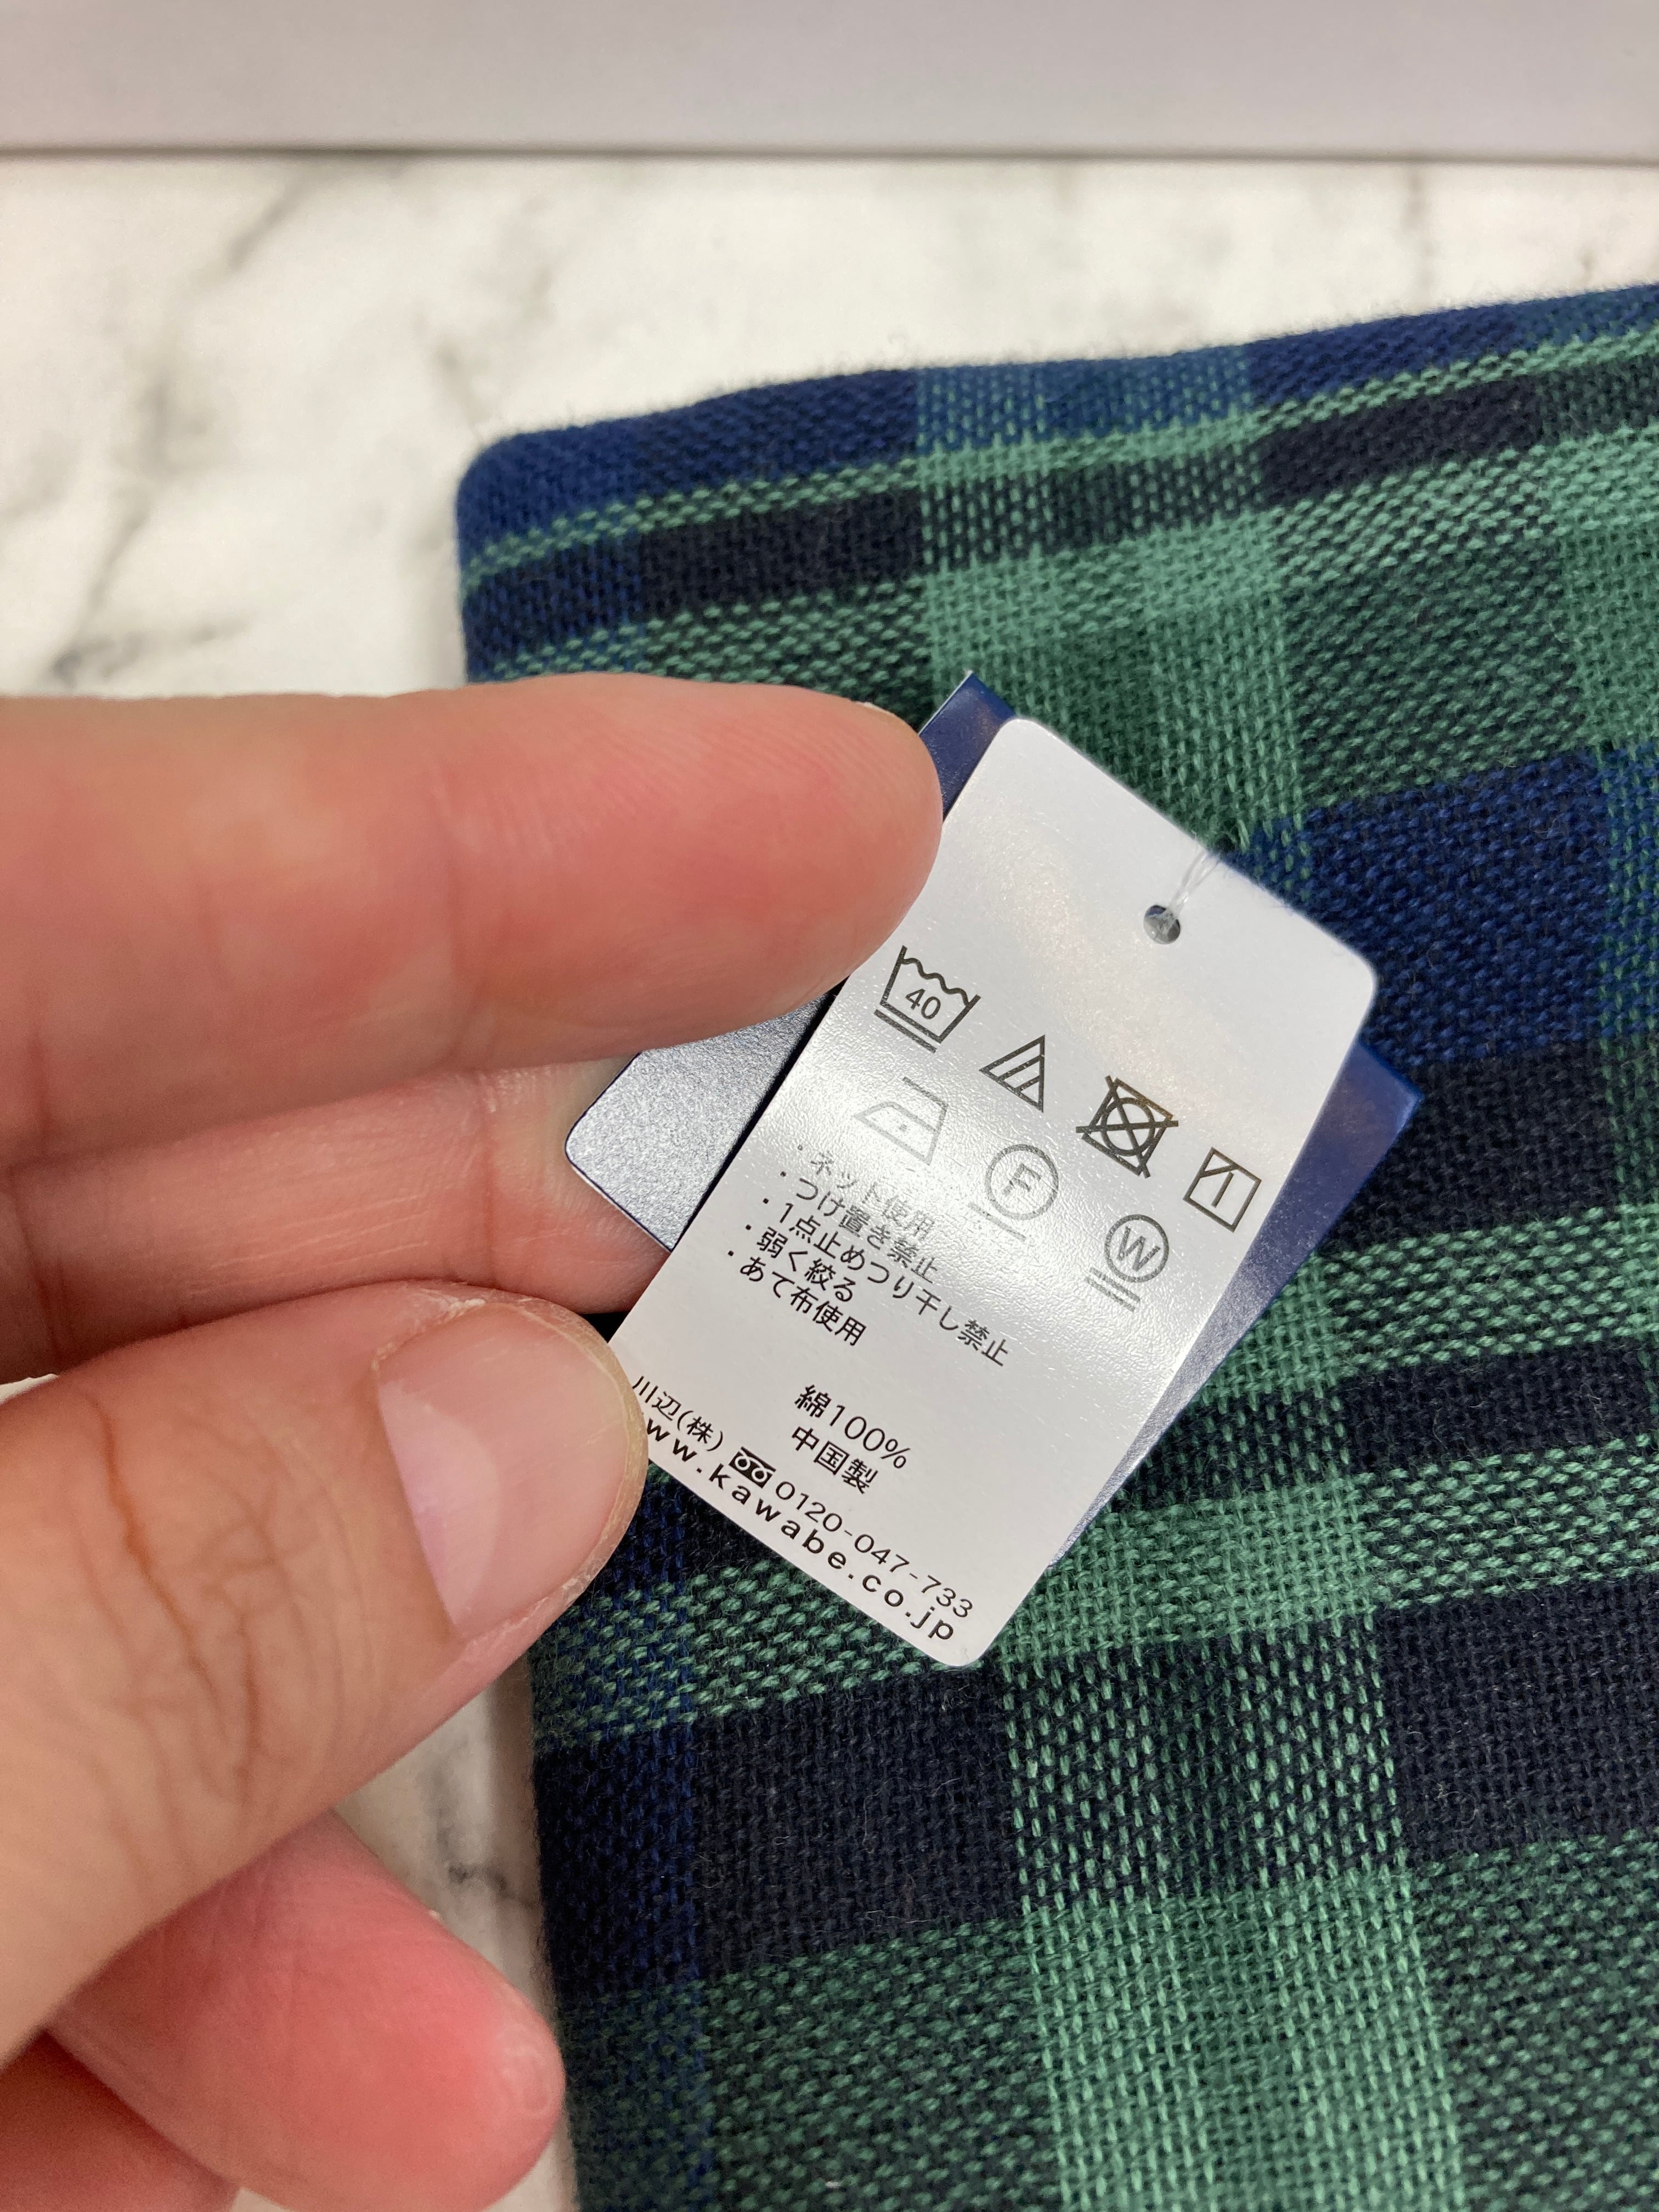 40
F
W
・ネット使用
・つけ置き禁止
・1点止めつり干し禁止
・弱く絞る
・あて布使用
綿100%
中国製
川辺(株) 0120-047-733
ww.kawabe.co.jp